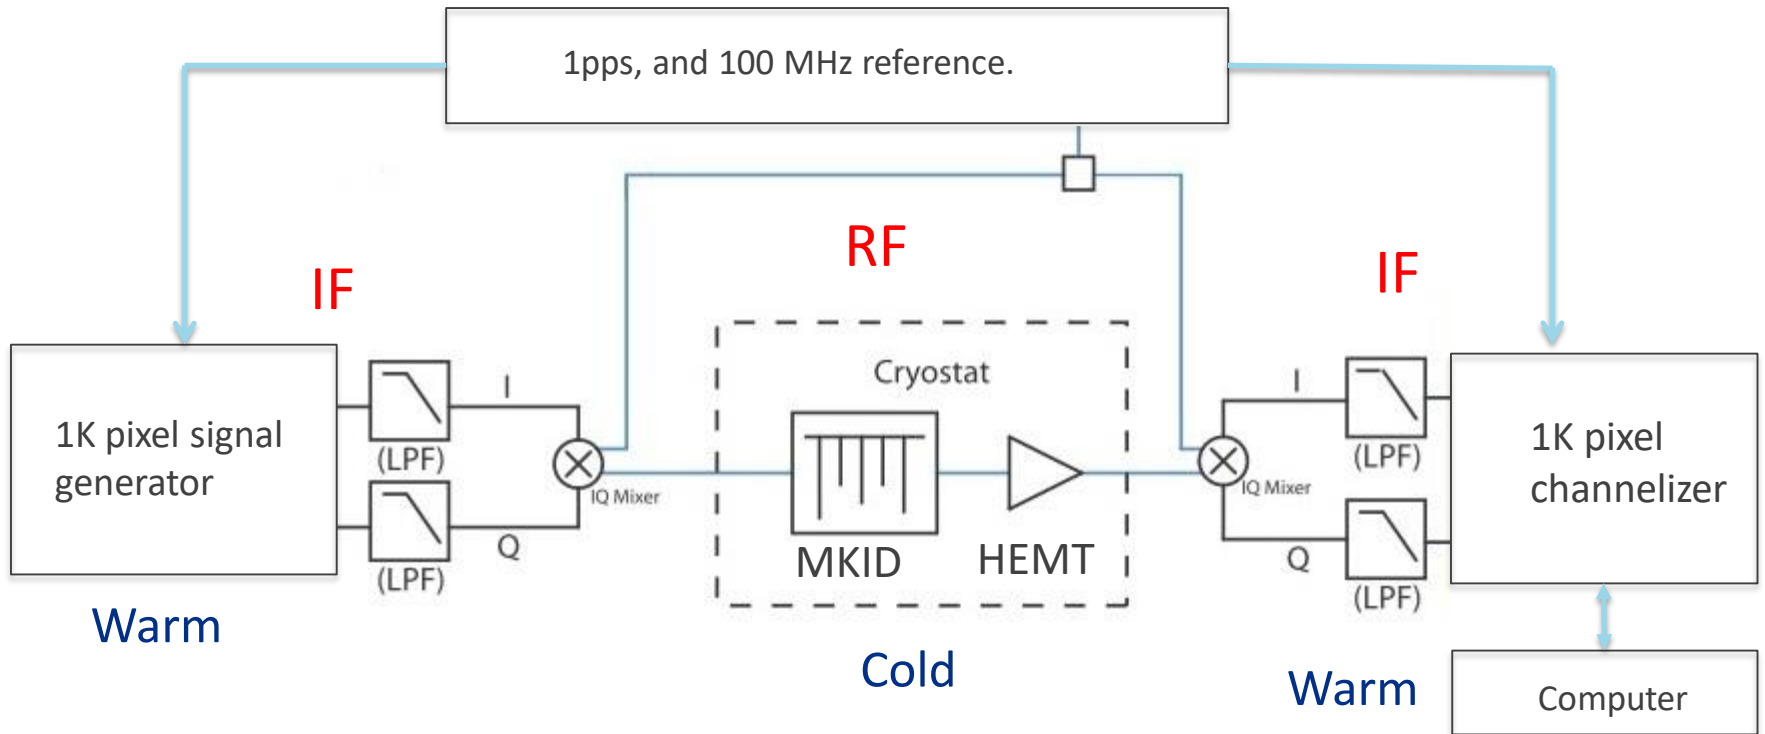 1pps, and 100 MHz reference.
RF
IF
IF
Cryostat
I
I
1K pixel signal
generator
(LPF)
(LPF)
1K pixel
channelizer
IQ Mixer
IQ Mixer
Q
Q
MKID
HEMT
(LPF)
(LPF)
Warm
Cold
Warm
Computer